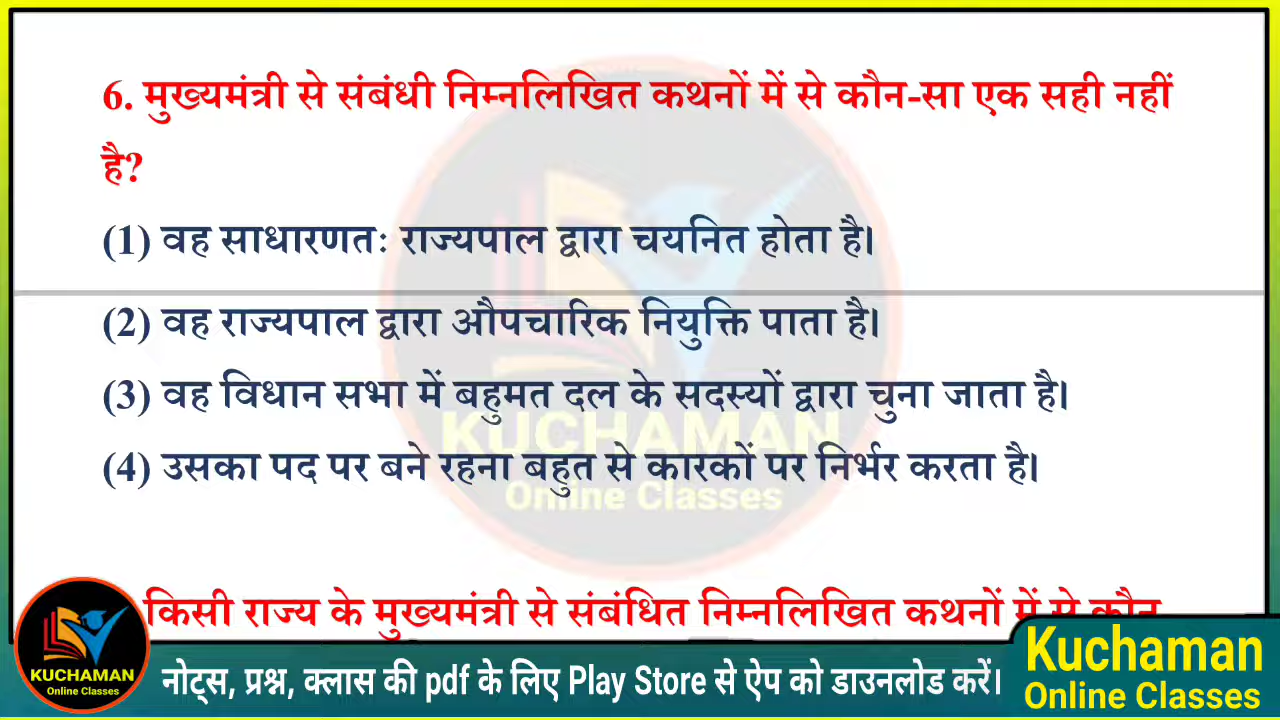 6. मुख्यमंत्री से संबंधी निम्नलिखित कथनों में से कौन-सा एक सही नहीं
है?
(1) वह साधारणतः राज्यपाल द्वारा चयनित होता है।
(2) वह राज्यपाल द्वारा औपचारिक नियुक्ति पाता है।
(3) वह विधान सभा में बहुमत दल के सदस्यों द्वारा चुना जाता है।
(4) उसका पद पर बने रहना बहुत से कारकों पर निर्भर करता है।
KUCHAMAN
Online Classes
किसी राज्य के मुख्यमंत्री से संबंधित निम्नलिखित कथनों में से कौन
KUCHAMAN
Online Classes
नोट्स, प्रश्न, क्लास की pdf के लिए Play Store से ऐप को डाउनलोड करें।
Kuchaman
Online Classes